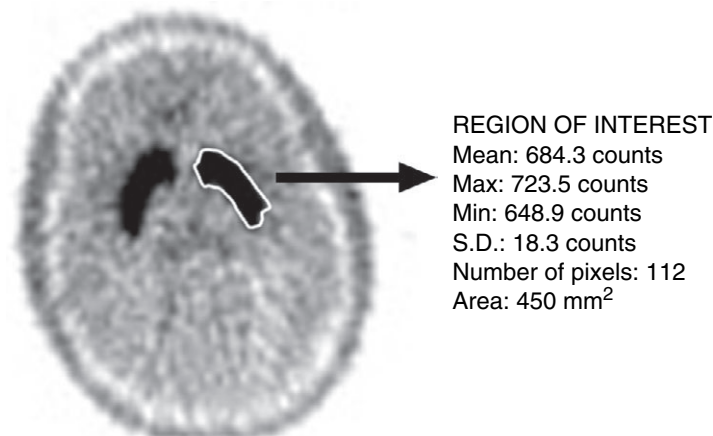 REGION OF INTEREST
Mean: 684.3 counts
Max: 723.5 counts
Min: 648.9 counts
S.D.: 18.3 counts
Number of pixels: 112
Area: 450 mm²